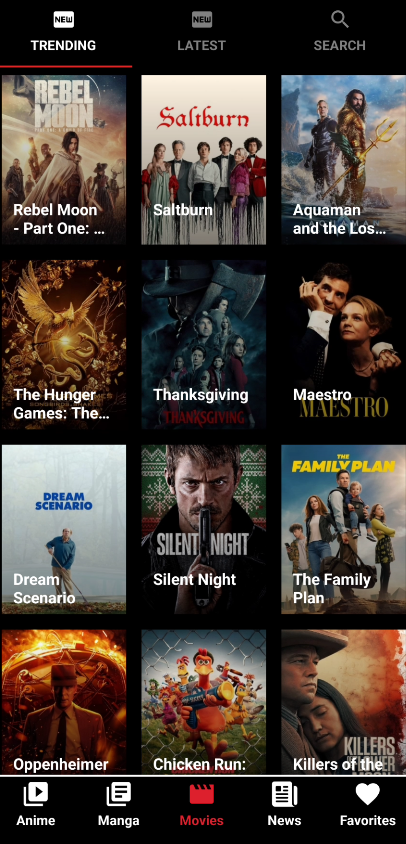 NEW
NEW
TRENDING
LATEST
SEARCH
REBEL
MOON
Rebel Moon
- Part One: ...
Saltburn
Saltburn
Aquaman
and the Los...
The Hunger
Games: The...
Thanksgiving
THANKSGIVING
Maestro
MAESTRO
DREAM
SCENARIO
Dream
Scenario
SILENT NIGHT
Silent Night
THE
FAMILY PLAN
The Family
Plan
Oppenheimer
Chicken Run:
KILLERS
Killers of the
MOON
Anime
Manga
Movies
News
Favorites